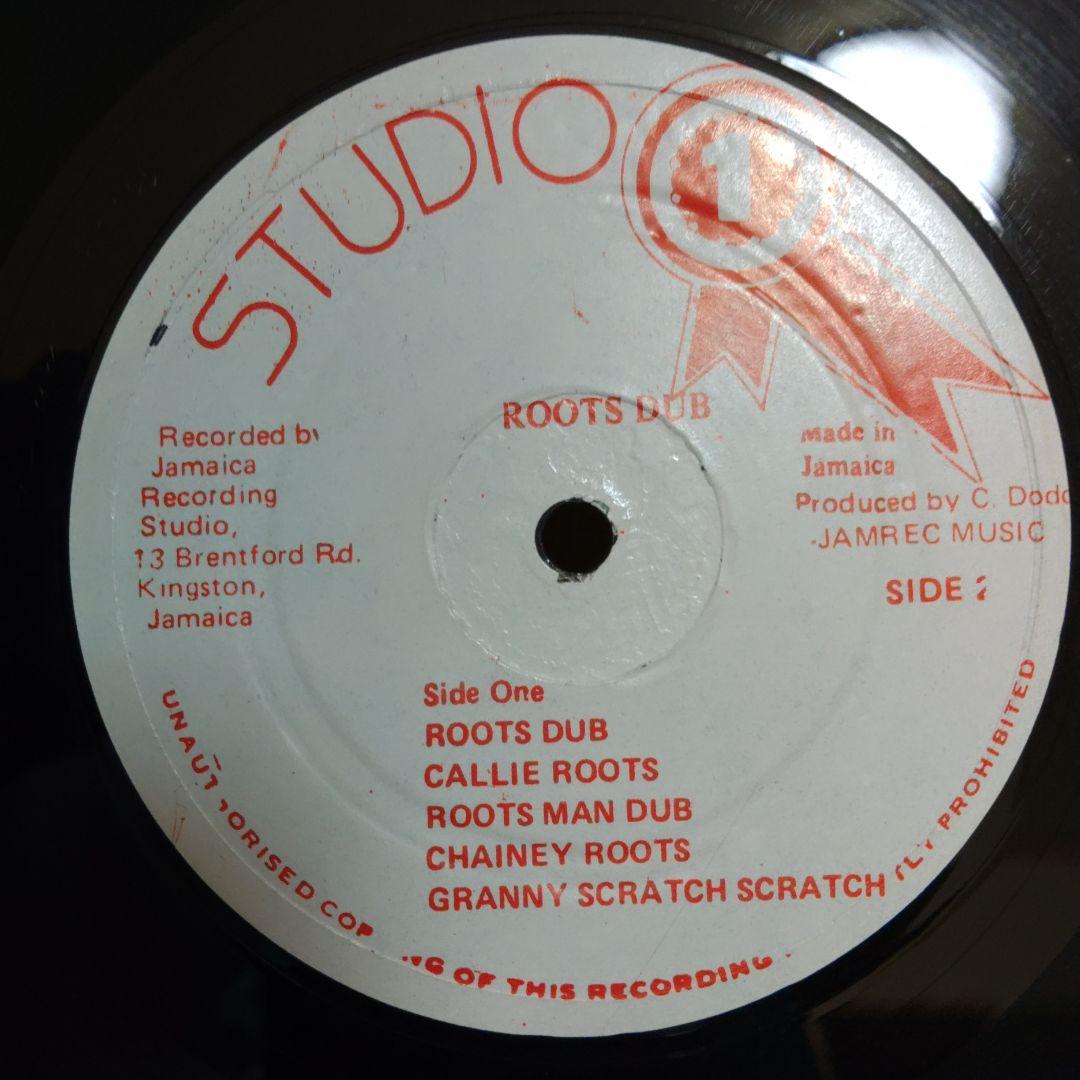 STUDIO 1
ROOTS DUB
Recorded by
Jamaica
Recording
Studio,
13 Brentford Rd.
Kingston,
Jamaica
Made in
Jamaica
Produced by C. Dodd
-JAMREC MUSIC
SIDE 2
Side One
ROOTS DUB
CALLIE ROOTS
ROOTS MAN DUB
CHAINEY ROOTS
GRANNY SCRATCH SCRATCH
UNAUTHORISED COPYING OF THIS RECORDING PROHIBITED